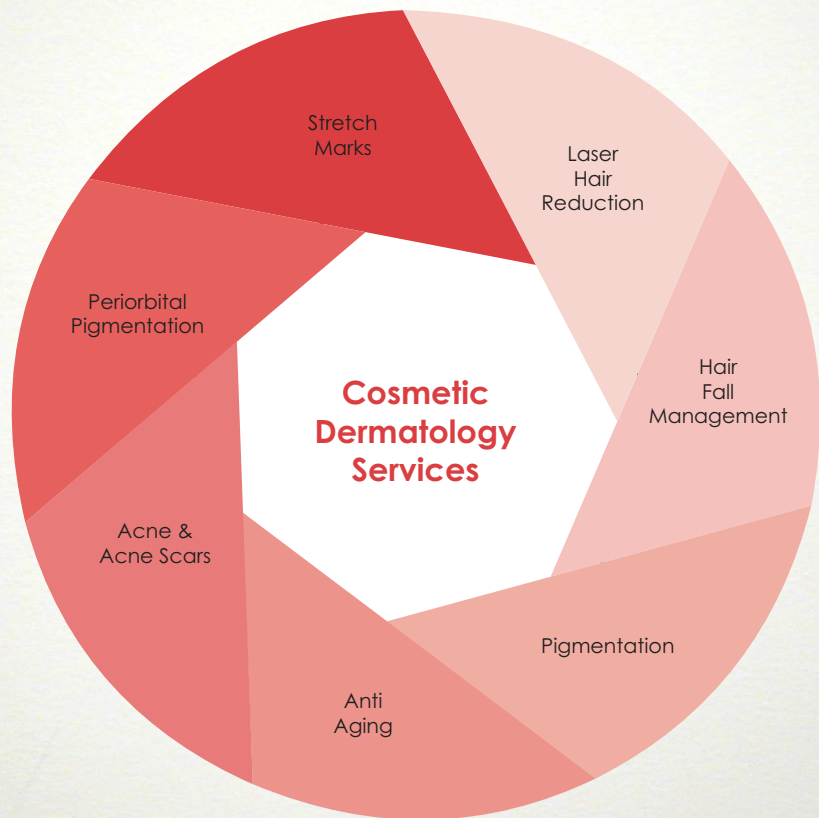 Stretch
Marks
Laser
Hair
Reduction
Hair
Fall
Management
Pigmentation
Anti
Aging
Acne &
Acne Scars
Periorbital
Pigmentation
Cosmetic
Dermatology
Services